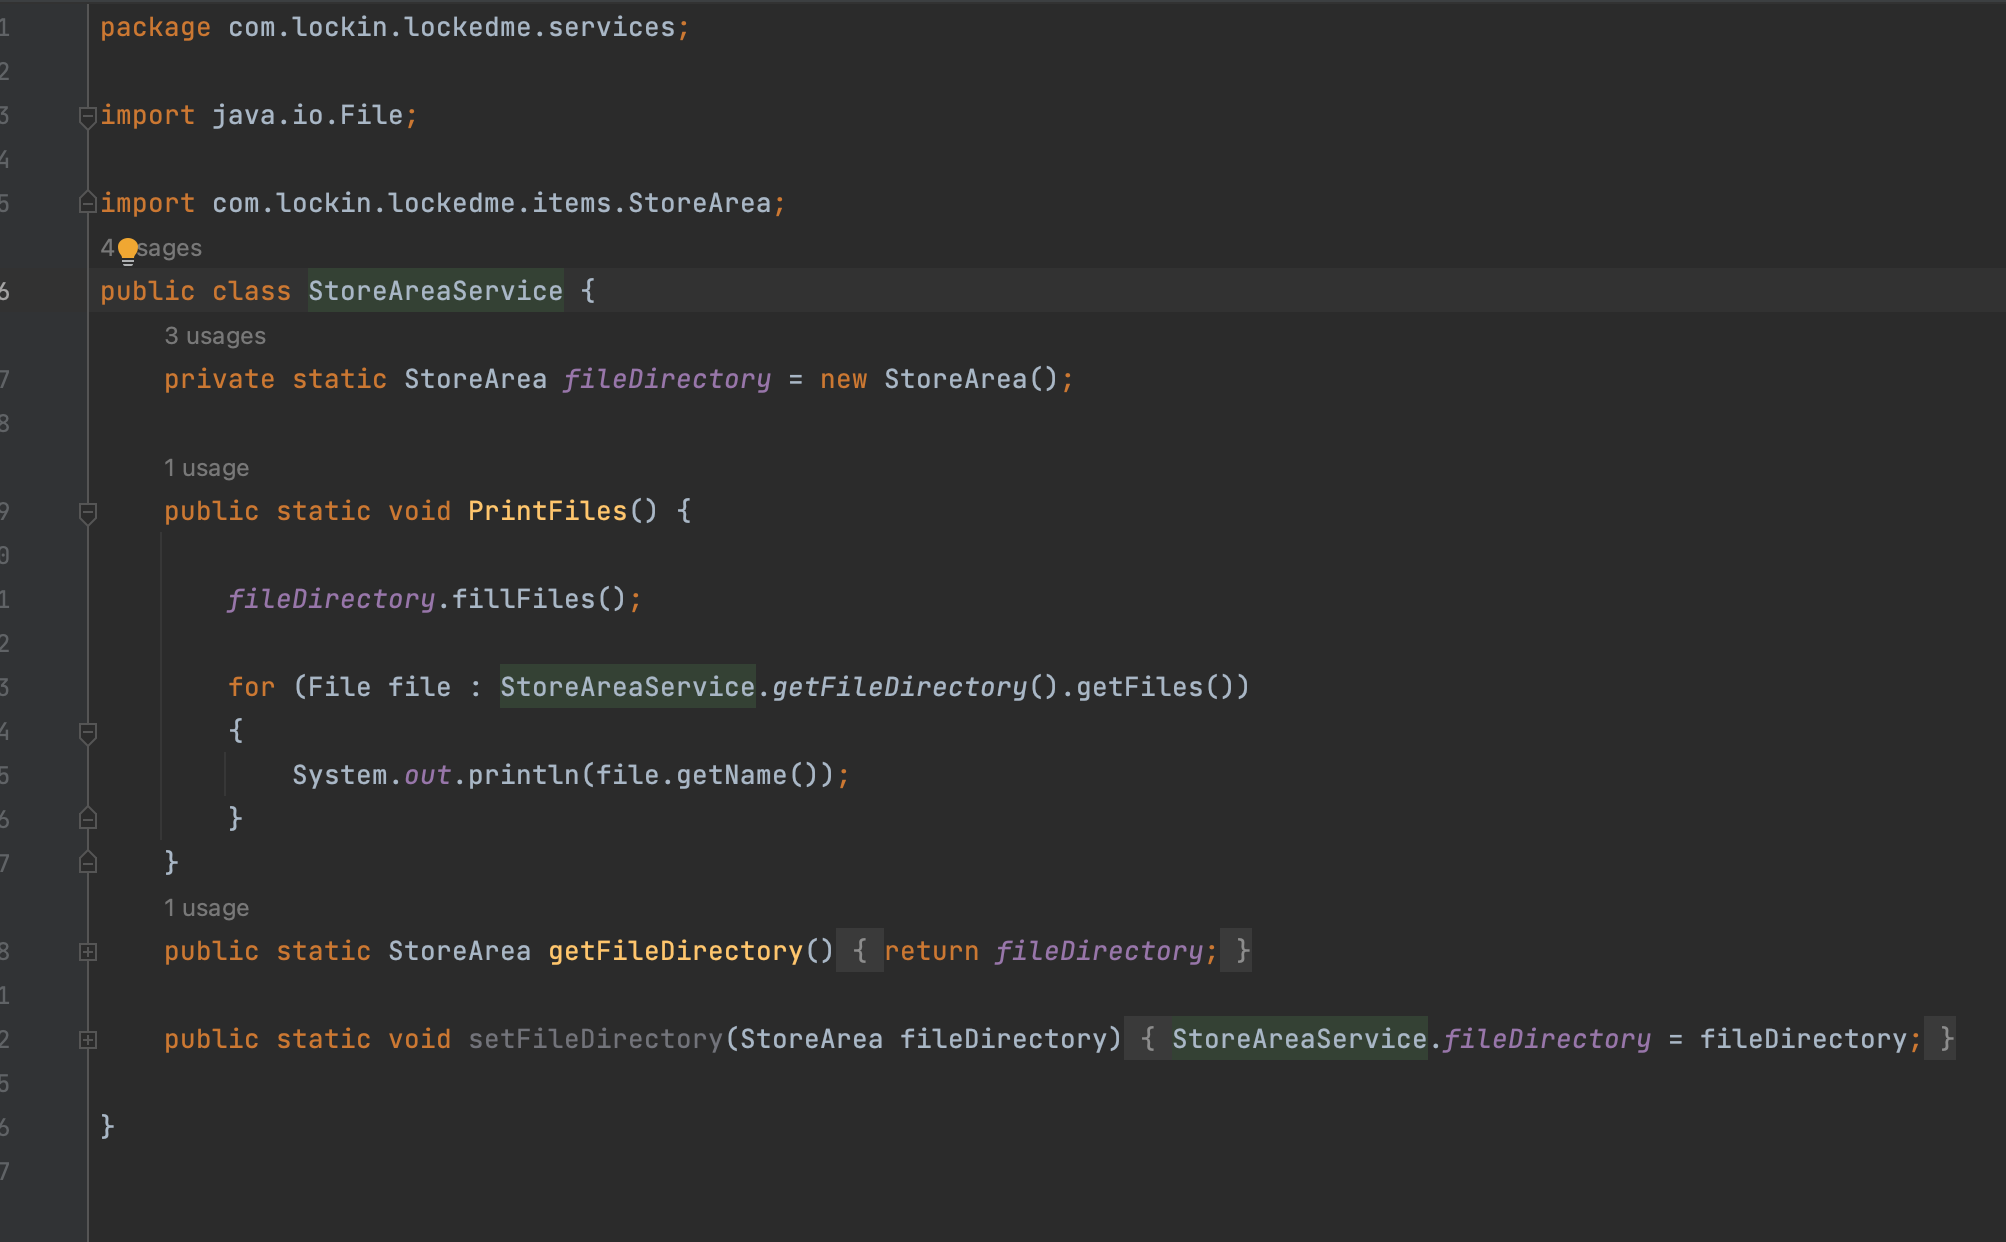 1 package com.lockin.lockedme.services;
2
3 import java.io.File;
4
5 import com.lockin.lockedme.items.StoreArea;
4 sages
6 public class StoreAreaService {
3 usages
7 private static StoreArea fileDirectory = new StoreArea();
8
1 usage
9 public static void PrintFiles() {
0
1 fileDirectory.fillFiles();
2
3 for (File file : StoreAreaService.getFileDirectory().getFiles())
4 {
5 System.out.println(file.getName());
6 }
7 }
1 usage
8 public static StoreArea getFileDirectory() { return fileDirectory; }
1
2 public static void setFileDirectory(StoreArea fileDirectory) { StoreAreaService.fileDirectory = fileDirectory; }
5
6 }
7